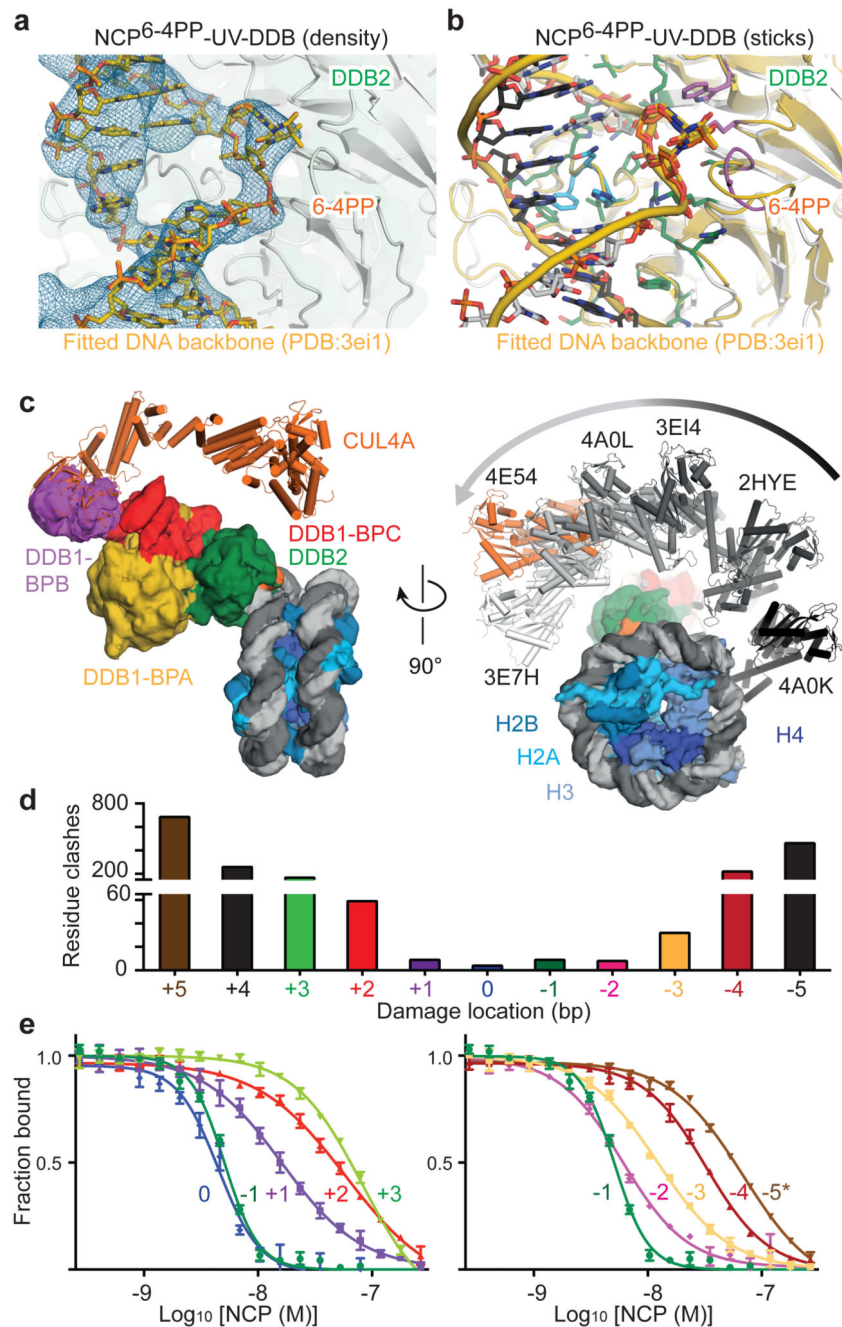 a
NCP6-4PP-UV-DDB (density)
DDB2
6-4PP
Fitted DNA backbone (PDB:3ei1)
b
NCP6-4PP-UV-DDB (sticks)
DDB2
6-4PP
Fitted DNA backbone (PDB:3ei1)
c
CUL4A
DDB1-BPC
DDB2
DDB1-
BPB
DDB1-BPA
90°
4E54
4A0L
3EI4
2HYE
3E7H
4A0K
H2B
H2A
H3
H4
d
Residue clashes
800
200
60
0
+5 +4 +3 +2 +1 0 -1 -2 -3 -4 -5
Damage location (bp)
e
Fraction bound
1.0
0.5
0 -1 +1 +2 +3
-9 -8 -7
Log10 [NCP (M)]
1.0
0.5
-1 -2 -3 -4 -5*
-9 -8 -7
Log10 [NCP (M)]